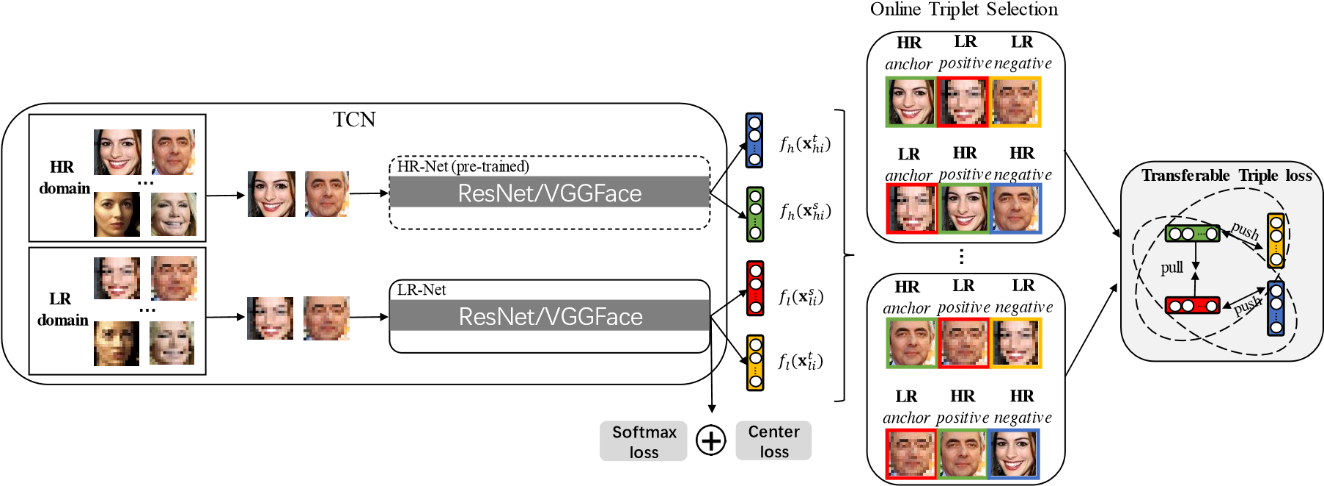 Online Triplet Selection
TCN
HR
domain
...
LR
domain
...
HR-Net (pre-trained)
ResNet/VGGFace
LR-Net
ResNet/VGGFace
f_h(x^t_hi)
f_h(x^s_hi)
f_l(x^s_li)
f_l(x^t_li)
Softmax
loss
Center
loss
HR LR LR
anchor positive negative
LR HR HR
anchor positive negative
⋮
HR LR LR
anchor positive negative
LR HR HR
anchor positive negative
Transferable Triple loss
push
pull
push